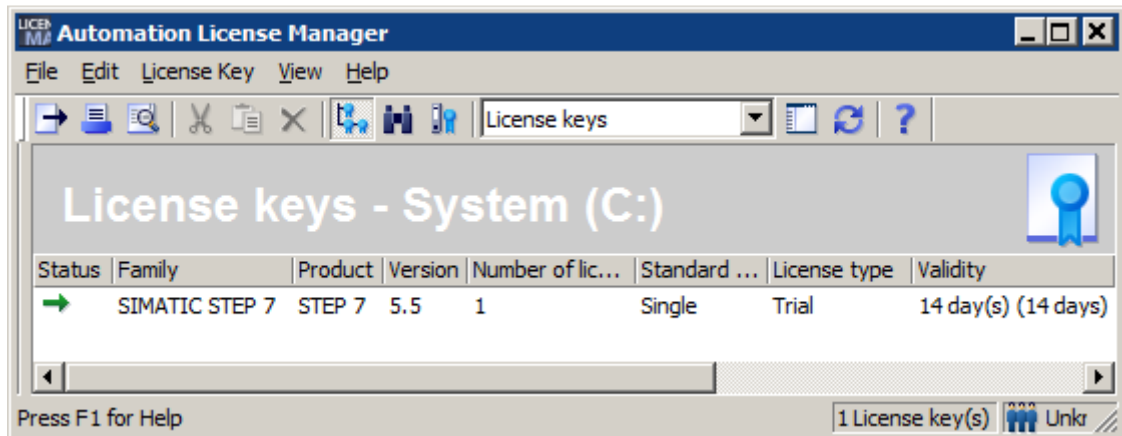 LICEN MA Automation License Manager
File Edit License Key View Help
License keys ?
License keys - System (C:)
Status Family Product Version Number of lic... Standard ... License type Validity
SIMATIC STEP 7 STEP 7 5.5 1 Single Trial 14 day(s) (14 days)
Press F1 for Help 1 License key(s) Unkr